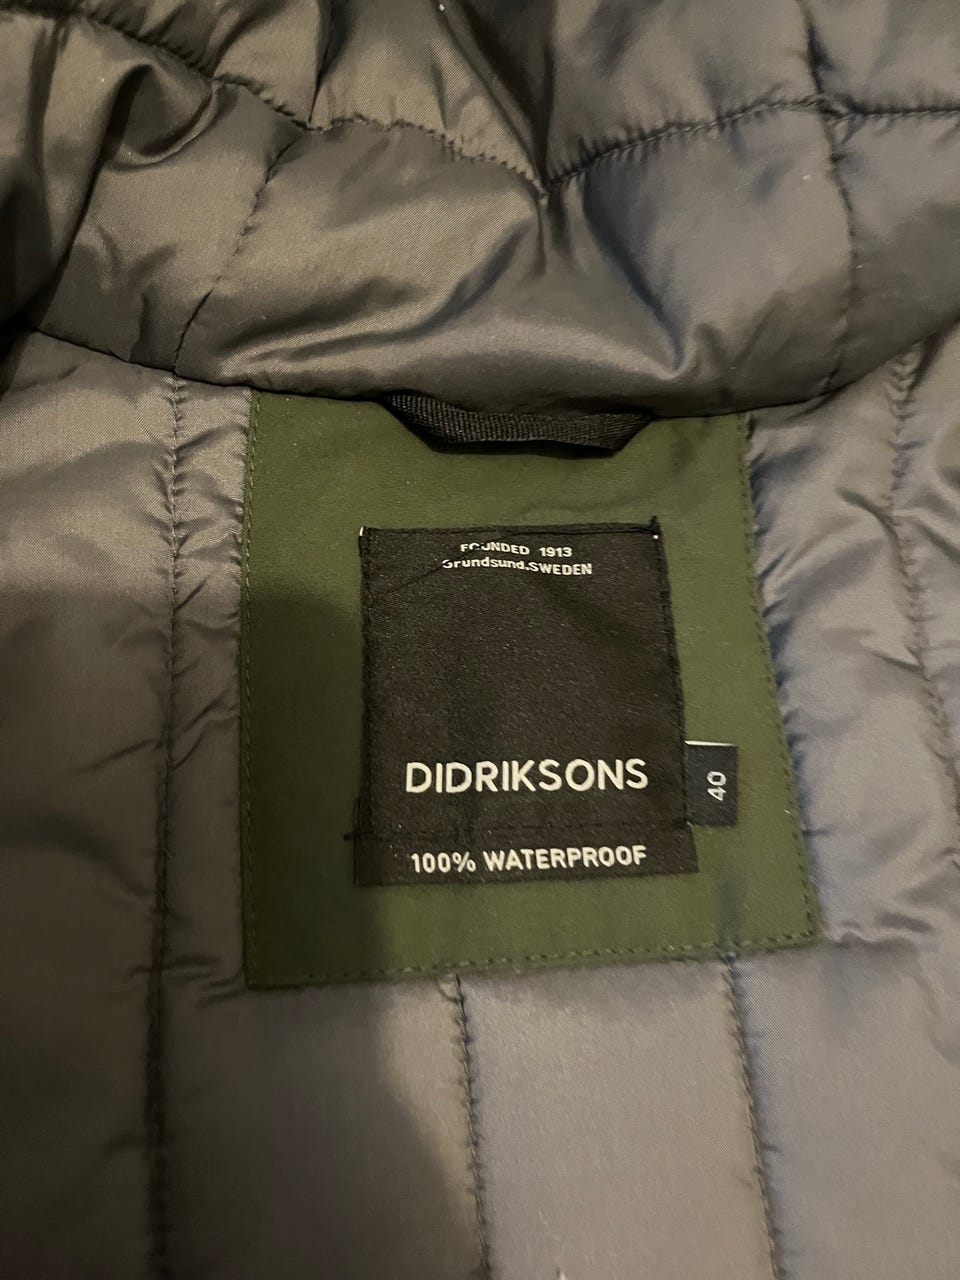 FOUNDED 1913
Grundsund.SWEDEN
DIDRIKSONS
40
100% WATERPROOF